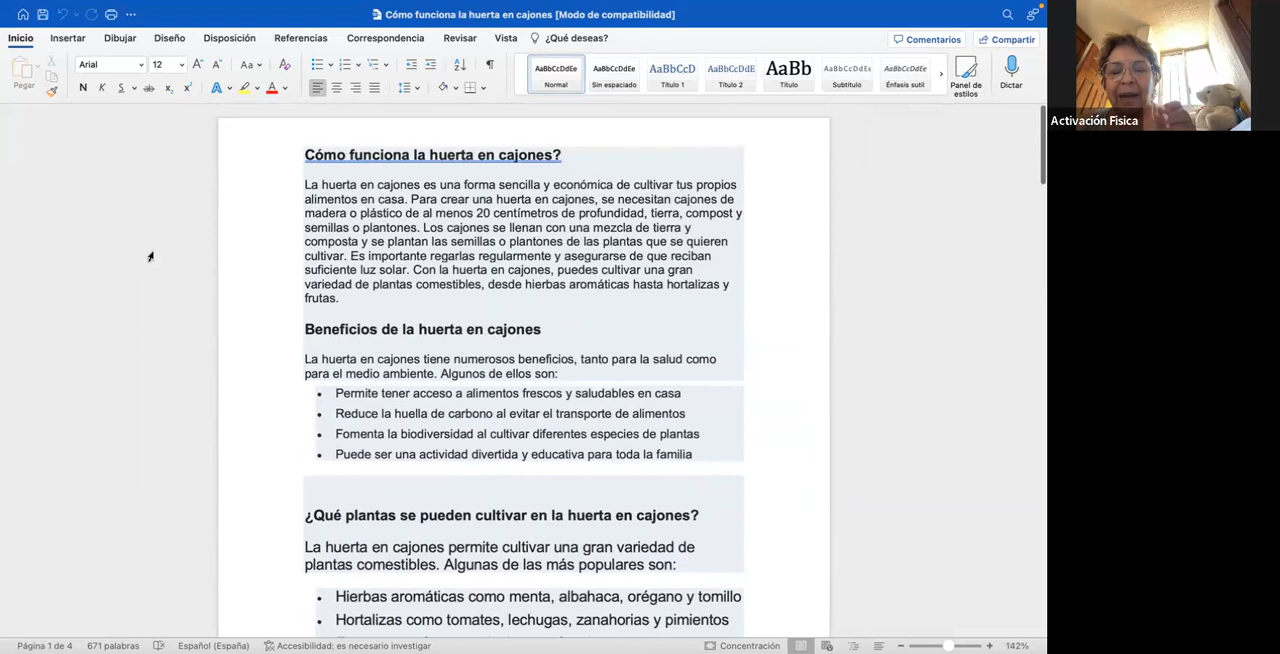 Cómo funciona la huerta en cajones [Modo de compatibilidad]
Inicio Insertar Dibujar Diseño Disposición Referencias Correspondencia Revisar Vista ¿Qué deseas? Comentarios Compartir
Arial 12 Aa
Pegar N K S ab x₂ x² A A
AaBbCcDdEe AaBbCcDdEe AaBbCcD AaBbCcDdE AaBb AaBbCcDdE AaBbCcDdEe
Normal Sin espaciado Título 1 Título 2 Título Subtítulo Énfasis sutil Panel de estilos Dictar
Activación Fisica
Cómo funciona la huerta en cajones?
La huerta en cajones es una forma sencilla y económica de cultivar tus propios
alimentos en casa. Para crear una huerta en cajones, se necesitan cajones de
madera o plástico de al menos 20 centímetros de profundidad, tierra, compost y
semillas o plantones. Los cajones se llenan con una mezcla de tierra y
composta y se plantan las semillas o plantones de las plantas que se quieren
cultivar. Es importante regarlas regularmente y asegurarse de que reciban
suficiente luz solar. Con la huerta en cajones, puedes cultivar una gran
variedad de plantas comestibles, desde hierbas aromáticas hasta hortalizas y
frutas.
Beneficios de la huerta en cajones
La huerta en cajones tiene numerosos beneficios, tanto para la salud como
para el medio ambiente. Algunos de ellos son:
• Permite tener acceso a alimentos frescos y saludables en casa
• Reduce la huella de carbono al evitar el transporte de alimentos
• Fomenta la biodiversidad al cultivar diferentes especies de plantas
• Puede ser una actividad divertida y educativa para toda la familia
¿Qué plantas se pueden cultivar en la huerta en cajones?
La huerta en cajones permite cultivar una gran variedad de
plantas comestibles. Algunas de las más populares son:
• Hierbas aromáticas como menta, albahaca, orégano y tomillo
• Hortalizas como tomates, lechugas, zanahorias y pimientos
Página 1 de 4 671 palabras Español (España) Accesibilidad: es necesario investigar Concentración 142%